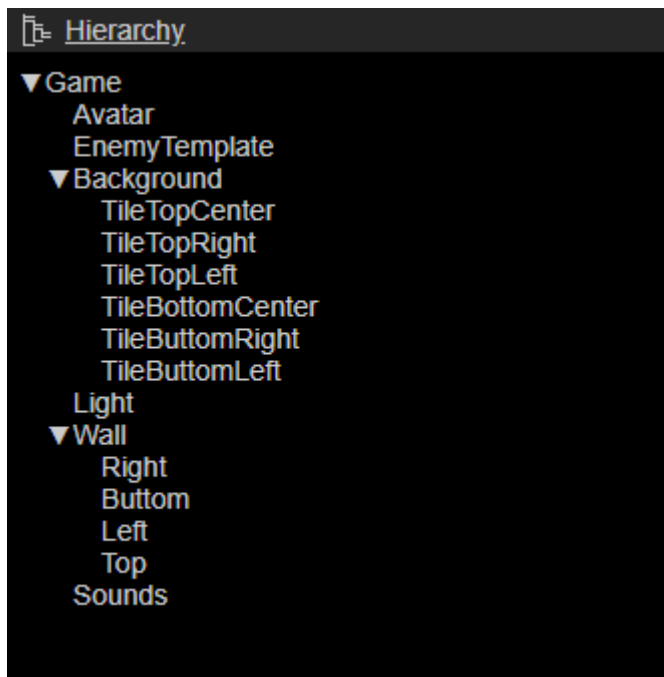 Hierarchy
Game
Avatar
EnemyTemplate
Background
TileTopCenter
TileTopRight
TileTopLeft
TileBottomCenter
TileButtomRight
TileButtomLeft
Light
Wall
Right
Buttom
Left
Top
Sounds